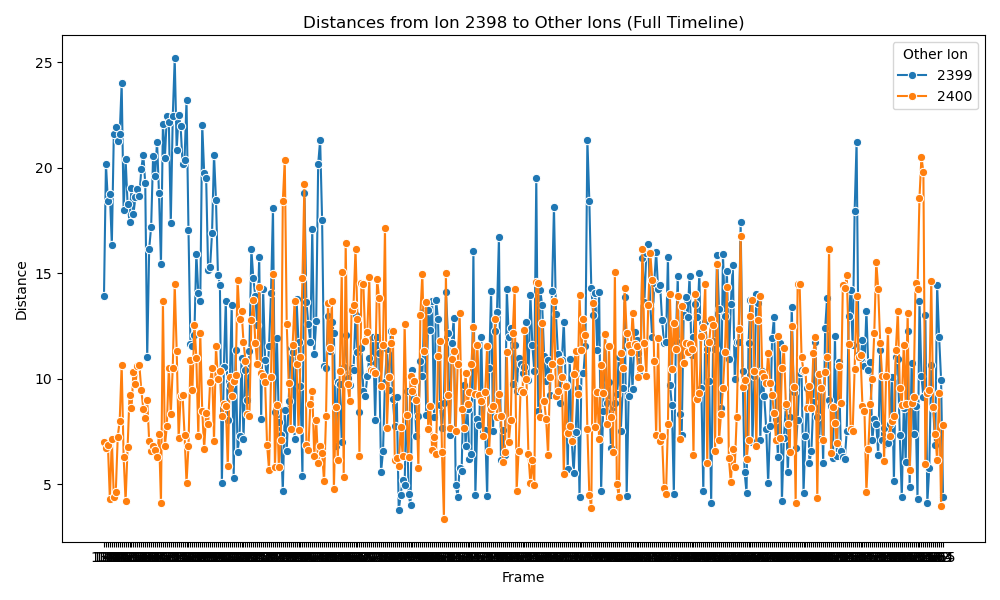 Distances from Ion 2398 to Other Ions (Full Timeline)
Distance
25
20
15
10
5
Other Ion
2399
2400
Frame